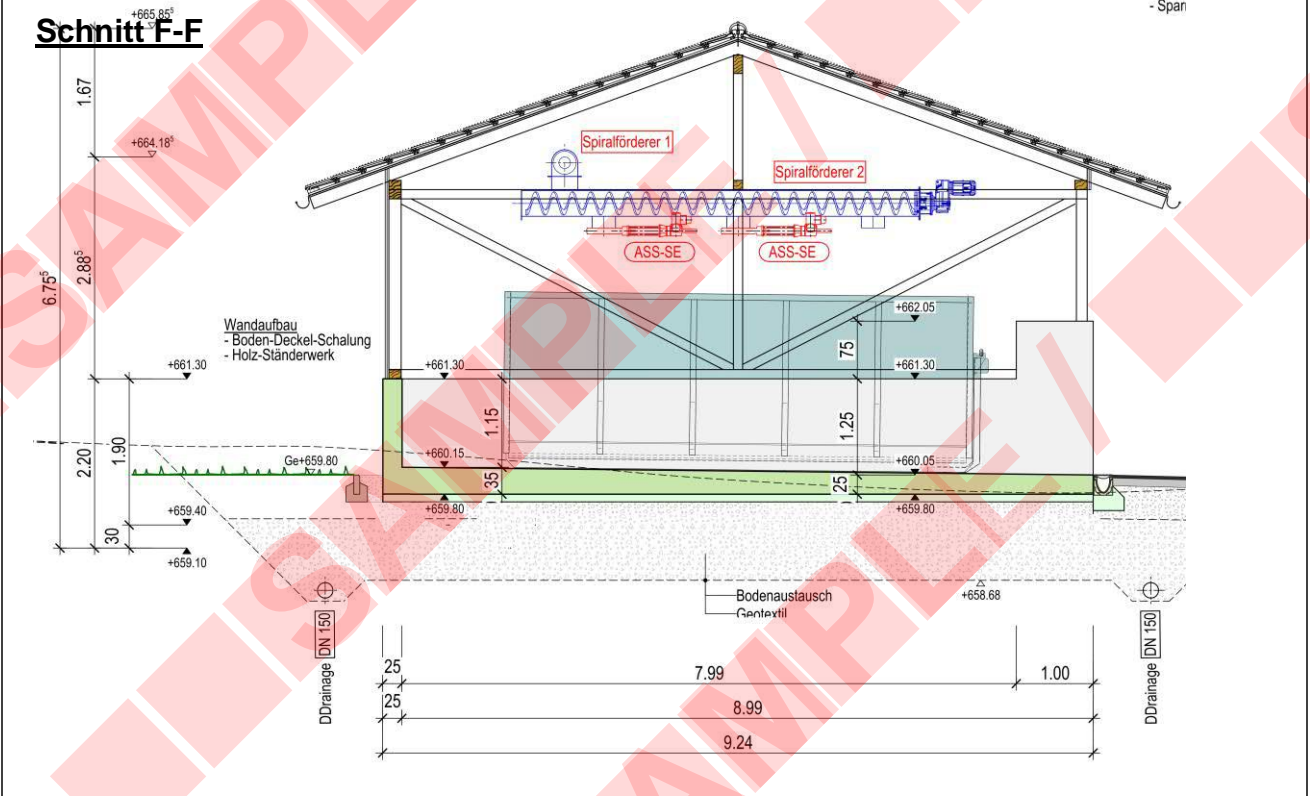 +665.85⁵
Schnitt F-F
- Span
1.67
+664.18⁵
Spiralförderer 1
Spiralförderer 2
ASS-SE
ASS-SE
2.88⁵
6.75⁵
Wandaufbau
- Boden-Deckel-Schalung
- Holz-Ständerwerk
+662.05
75
+661.30
+661.30
+661.30
1.15
1.25
2.20
1.90
Ge+659.80
+660.15
+660.05
35
25
+659.40
+659.80
+659.80
30
+659.10
Bodenaustausch
Geotextil
+658.68
DDrainage DN 150
DDrainage DN 150
25
7.99
1.00
25
8.99
9.24
SAMPLE /
SAMPLE /
SAMPLE /